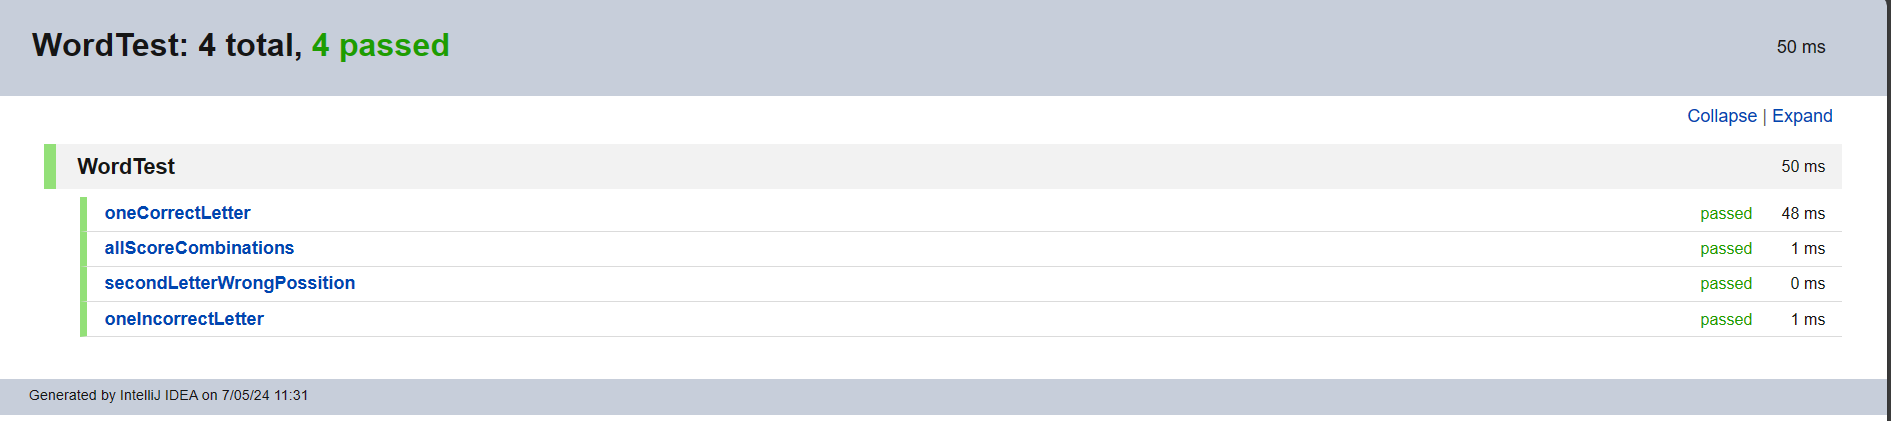 WordTest: 4 total, 4 passed 50 ms
Collapse | Expand
WordTest 50 ms
oneCorrectLetter passed 48 ms
allScoreCombinations passed 1 ms
secondLetterWrongPossition passed 0 ms
oneIncorrectLetter passed 1 ms
Generated by IntelliJ IDEA on 7/05/24 11:31